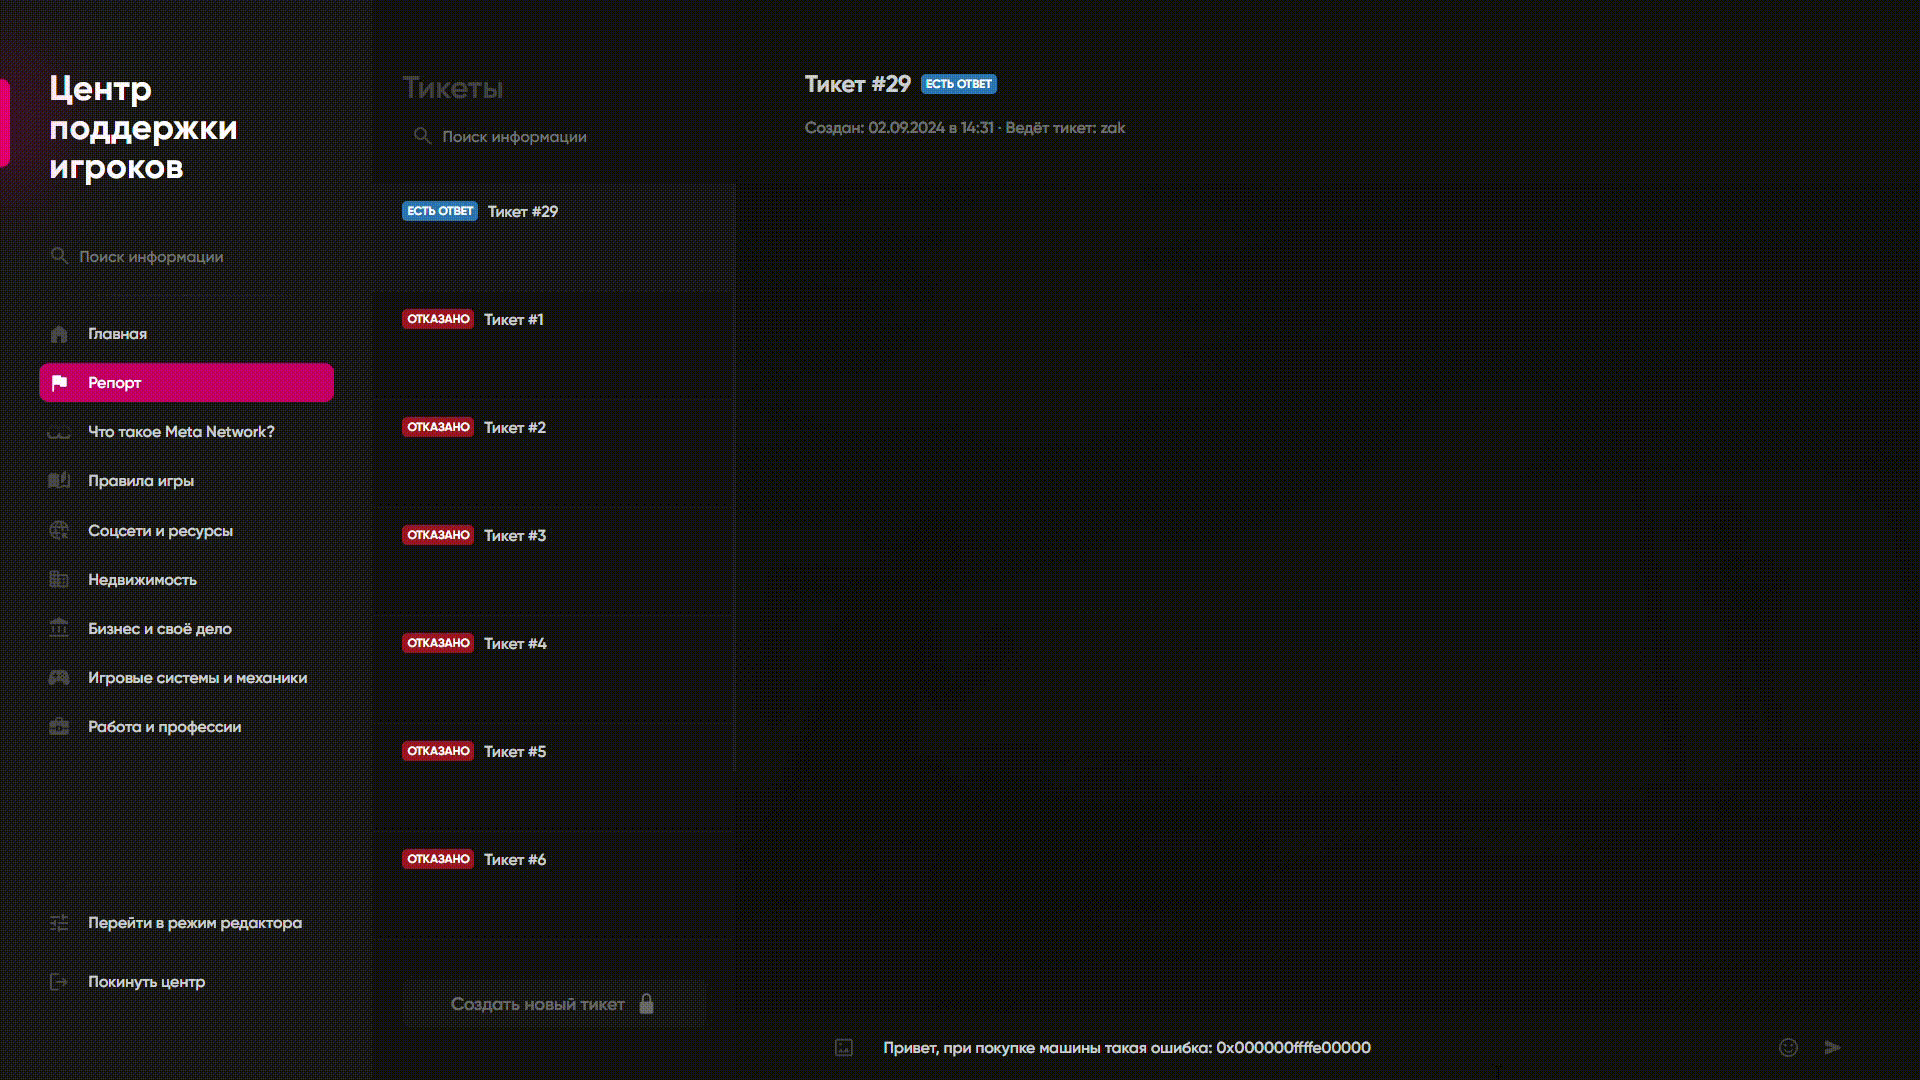 Центр
поддержки
игроков
Поиск информации
Главная
Репорт
Что такое Meta Network?
Правила игры
Соцсети и ресурсы
Недвижимость
Бизнес и своё дело
Игровые системы и механики
Работа и профессии
Перейти в режим редактора
Покинуть центр
Тикеты
Поиск информации
ЕСТЬ ОТВЕТ Тикет #29
ОТКАЗАНО Тикет #1
ОТКАЗАНО Тикет #2
ОТКАЗАНО Тикет #3
ОТКАЗАНО Тикет #4
ОТКАЗАНО Тикет #5
ОТКАЗАНО Тикет #6
Создать новый тикет
Тикет #29 ЕСТЬ ОТВЕТ
Создан: 02.09.2024 в 14:31 · Ведёт тикет: zak
Привет, при покупке машины такая ошибка: 0x000000ffffe00000